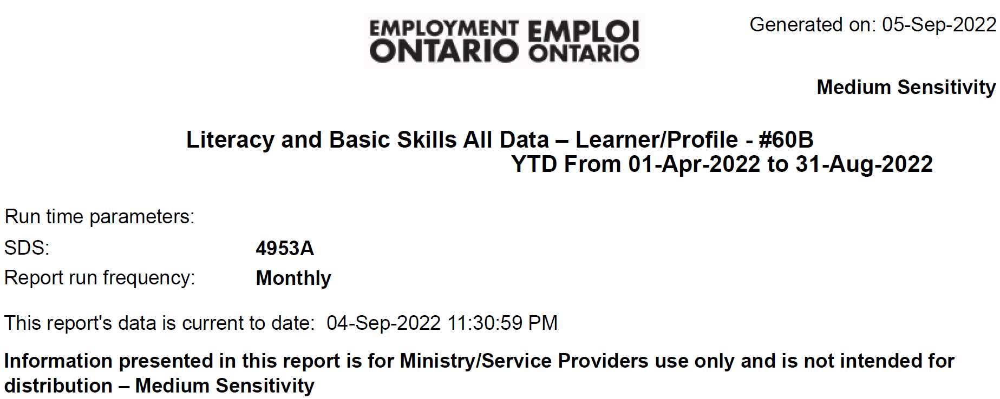 EMPLOYMENT ONTARIO EMPLOI ONTARIO
Generated on: 05-Sep-2022
Medium Sensitivity
Literacy and Basic Skills All Data – Learner/Profile - #60B
YTD From 01-Apr-2022 to 31-Aug-2022
Run time parameters:
SDS: 4953A
Report run frequency: Monthly
This report's data is current to date: 04-Sep-2022 11:30:59 PM
Information presented in this report is for Ministry/Service Providers use only and is not intended for
distribution – Medium Sensitivity